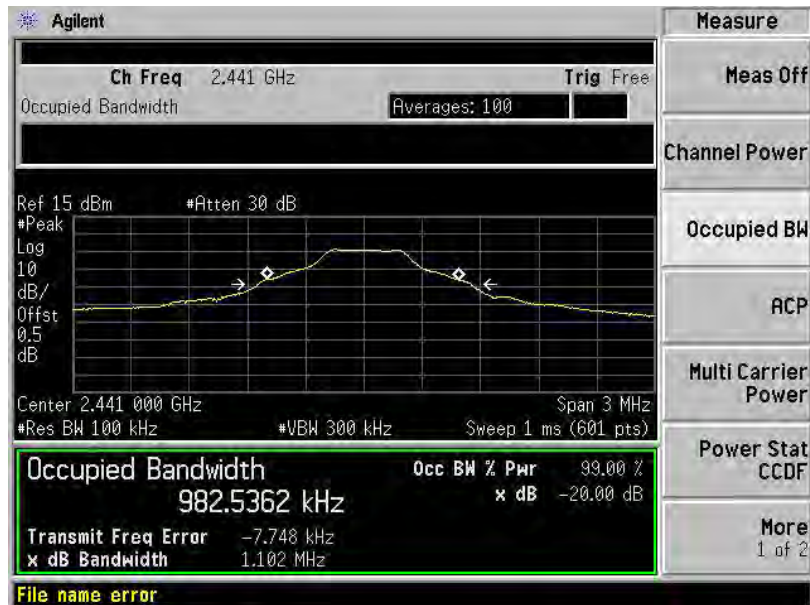 Agilent
Measure
Ch Freq 2.441 GHz Trig Free
Occupied Bandwidth Averages: 100
Meas Off
Channel Power
Occupied BW
ACP
Multi Carrier
Power
Power Stat
CCDF
More
1 of 2
Ref 15 dBm #Atten 30 dB
#Peak
Log
10
dB/
Offst
0.5
dB
Center 2.441 000 GHz Span 3 MHz
#Res BW 100 kHz #VBW 300 kHz Sweep 1 ms (601 pts)
Occupied Bandwidth Occ BW % Pwr 99.00 %
982.5362 kHz x dB -20.00 dB
Transmit Freq Error -7.748 kHz
x dB Bandwidth 1.102 MHz
File name error